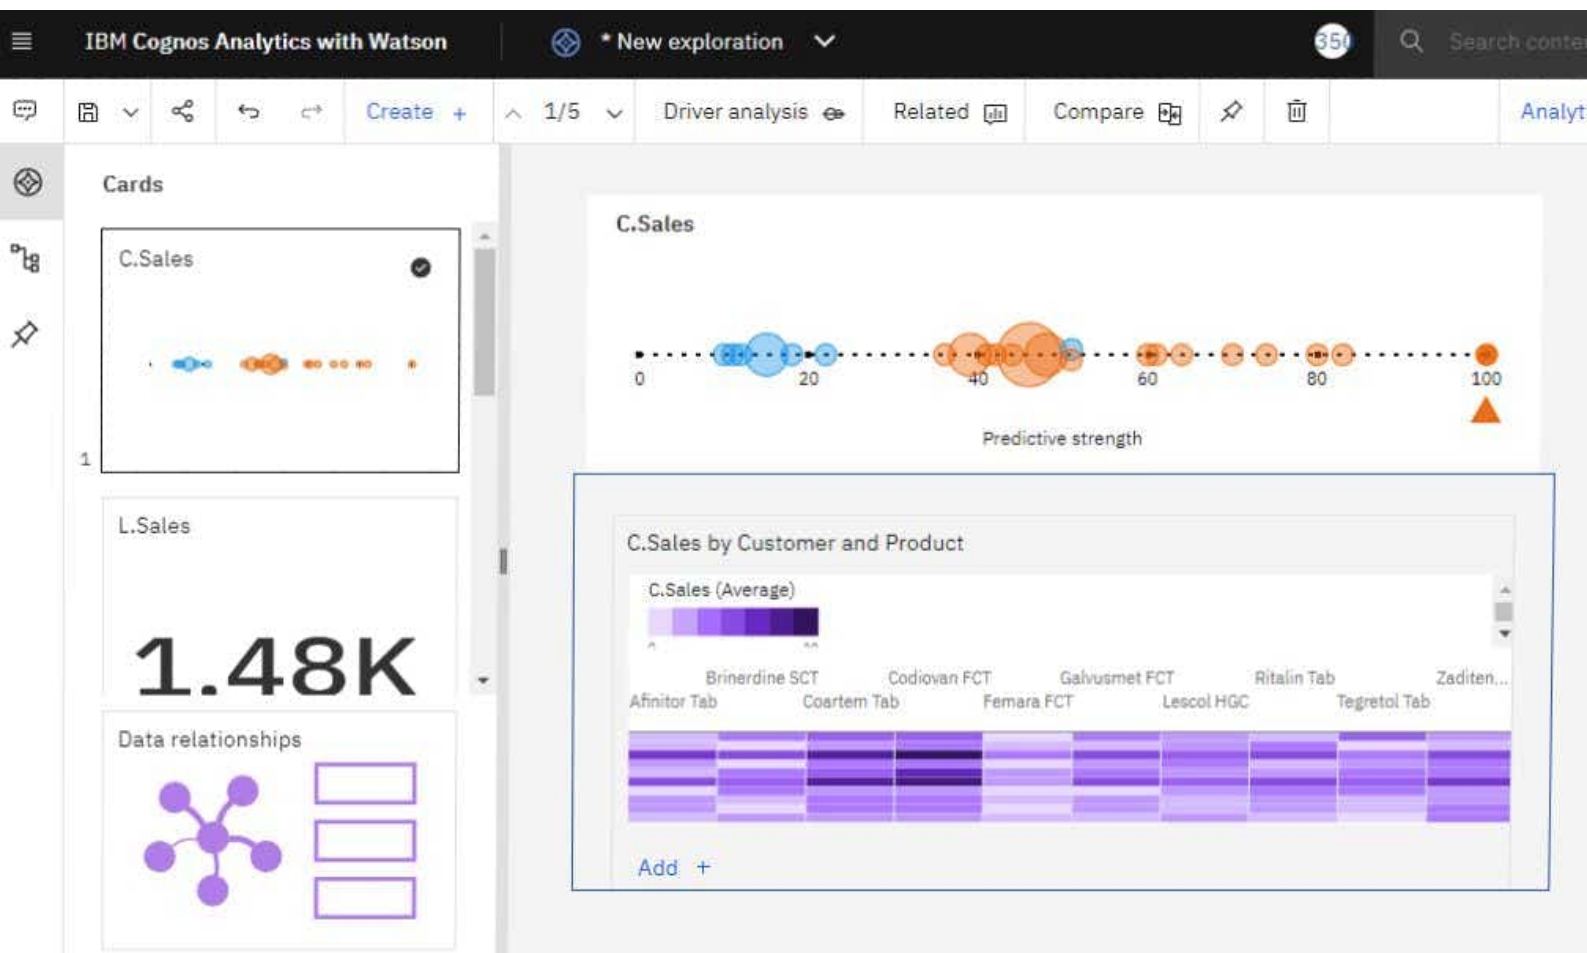 IBM Cognos Analytics with Watson
* New exploration
350
Search conte
Create +
1/5
Driver analysis
Related
Compare
Analyt
Cards
C.Sales
1
L.Sales
1.48K
Data relationships
C.Sales
0 20 40 60 80 100
Predictive strength
C.Sales by Customer and Product
C.Sales (Average)
Brinerdine SCT Codiovan FCT Galvusmet FCT Ritalin Tab Zaditen...
Afinitor Tab Coartem Tab Femara FCT Lescol HGC Tegretol Tab
Add +